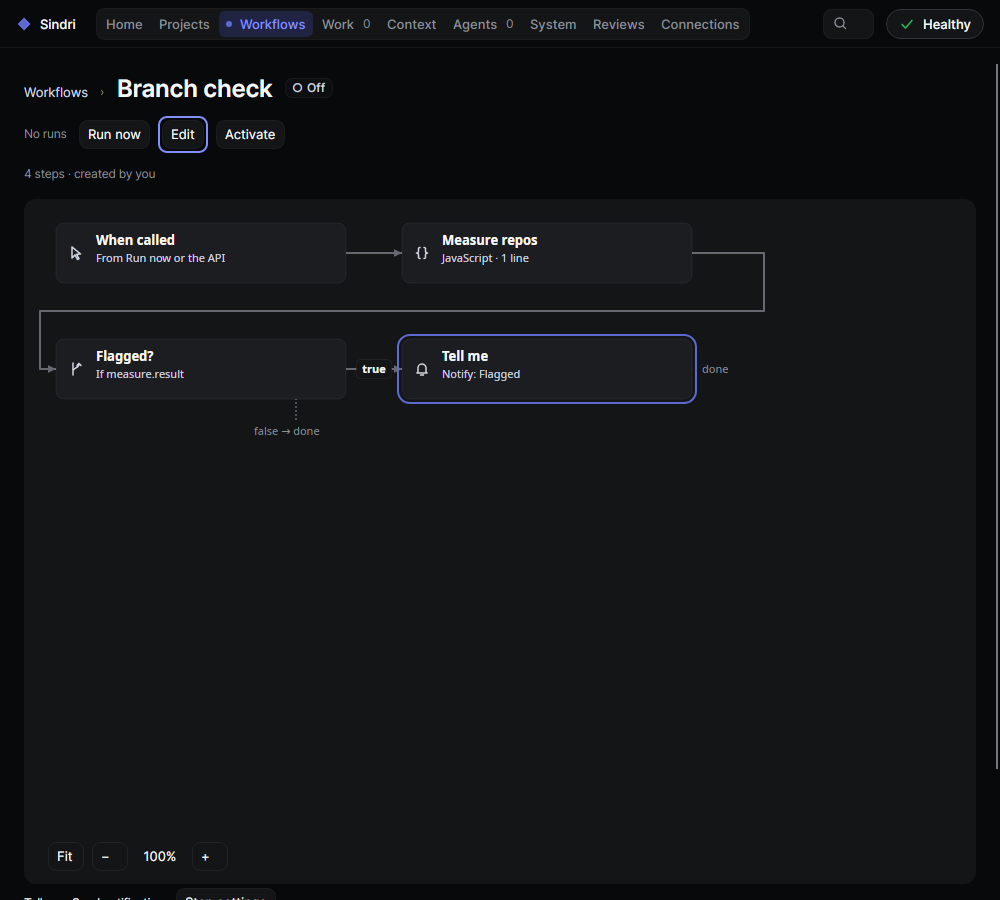 Sindri Home Projects Workflows Work 0 Context Agents 0 System Reviews Connections Healthy
Workflows › Branch check Off
No runs Run now Edit Activate
4 steps · created by you
When called
From Run now or the API
Measure repos
JavaScript · 1 line
Flagged?
If measure.result
true
Tell me
Notify: Flagged
done
false → done
Fit − 100% +